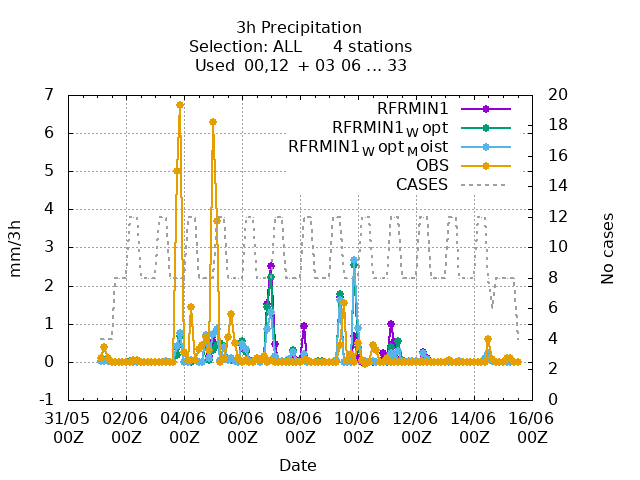 3h Precipitation
Selection: ALL      4 stations
Used  00,12  + 03 06 ... 33
7
6
5
4
3
2
1
0
-1
mm/3h
20
18
16
14
12
10
8
6
4
2
0
No cases
RFRMIN1
RFRMIN1_W opt
RFRMIN1_W opt_M oist
OBS
CASES
31/05 02/06 04/06 06/06 08/06 10/06 12/06 14/06 16/06
00Z 00Z 00Z 00Z 00Z 00Z 00Z 00Z 00Z
Date